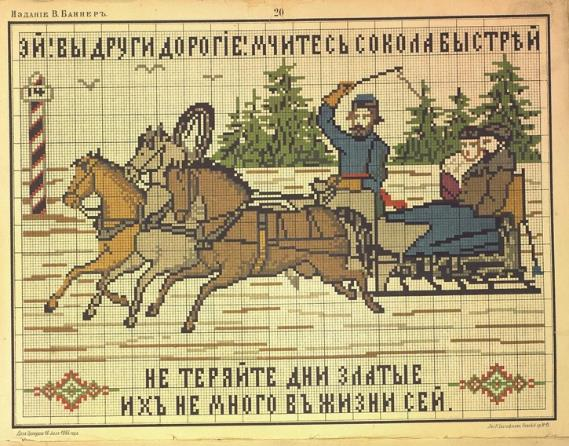 Изданіе В. Баннеръ.
20
ЭЙ! ВЫ ДРУГИ ДОРОГІЕ! МЧИТЕСЬ СОКОЛА БЫСТРѢЙ
14
НЕ ТЕРЯЙТЕ ДНИ ЗЛАТЫЕ
ИХЪ НЕ МНОГО ВЪ ЖИЗНИ СЕЙ.